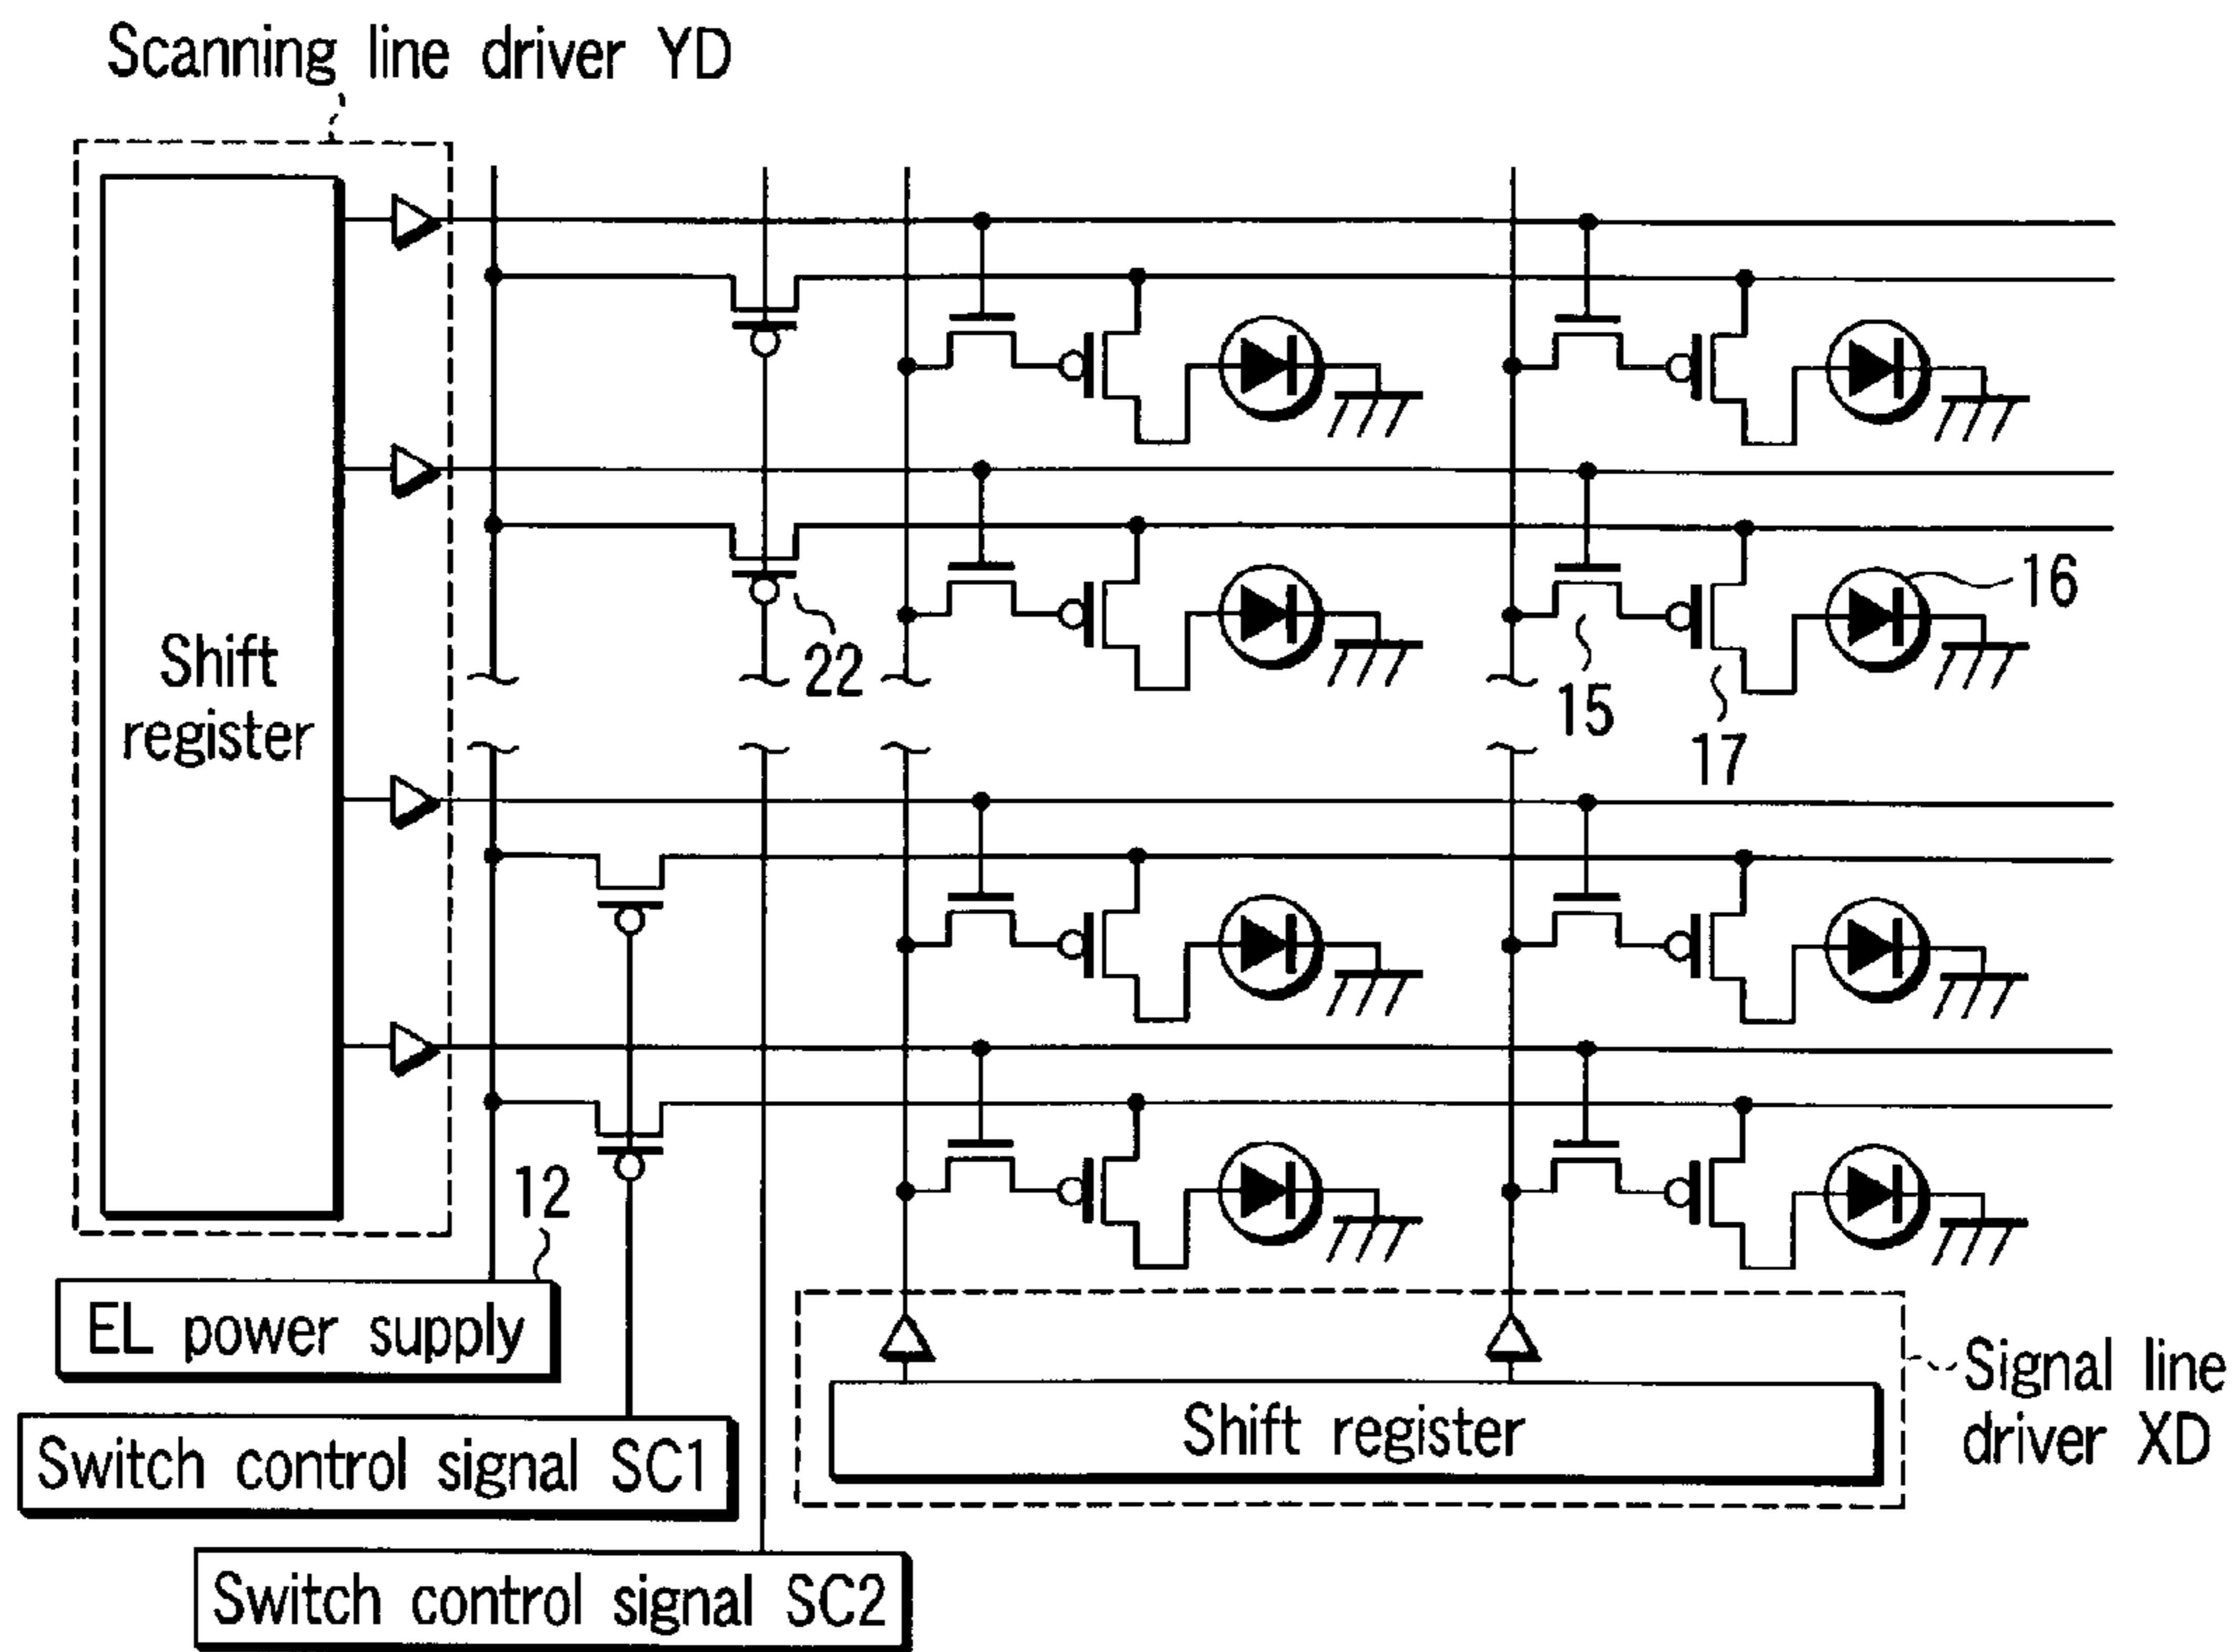 Scanning line driver YD
Shift
register
22
15
16
17
12
EL power supply
Switch control signal SC1
Switch control signal SC2
Shift register
Signal line
driver XD